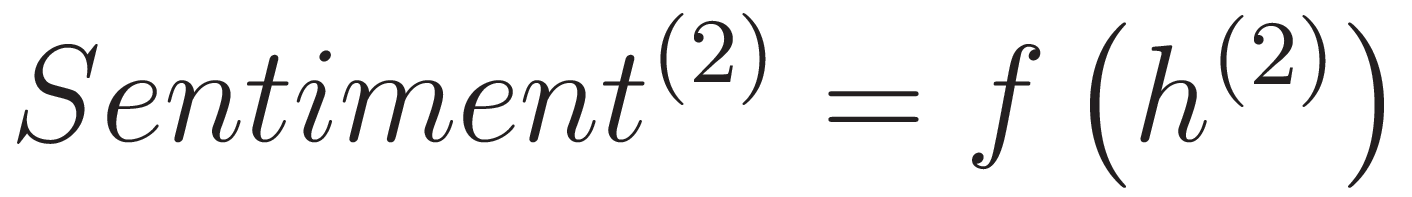 Sentiment^{(2)} = f(h^{(2)})